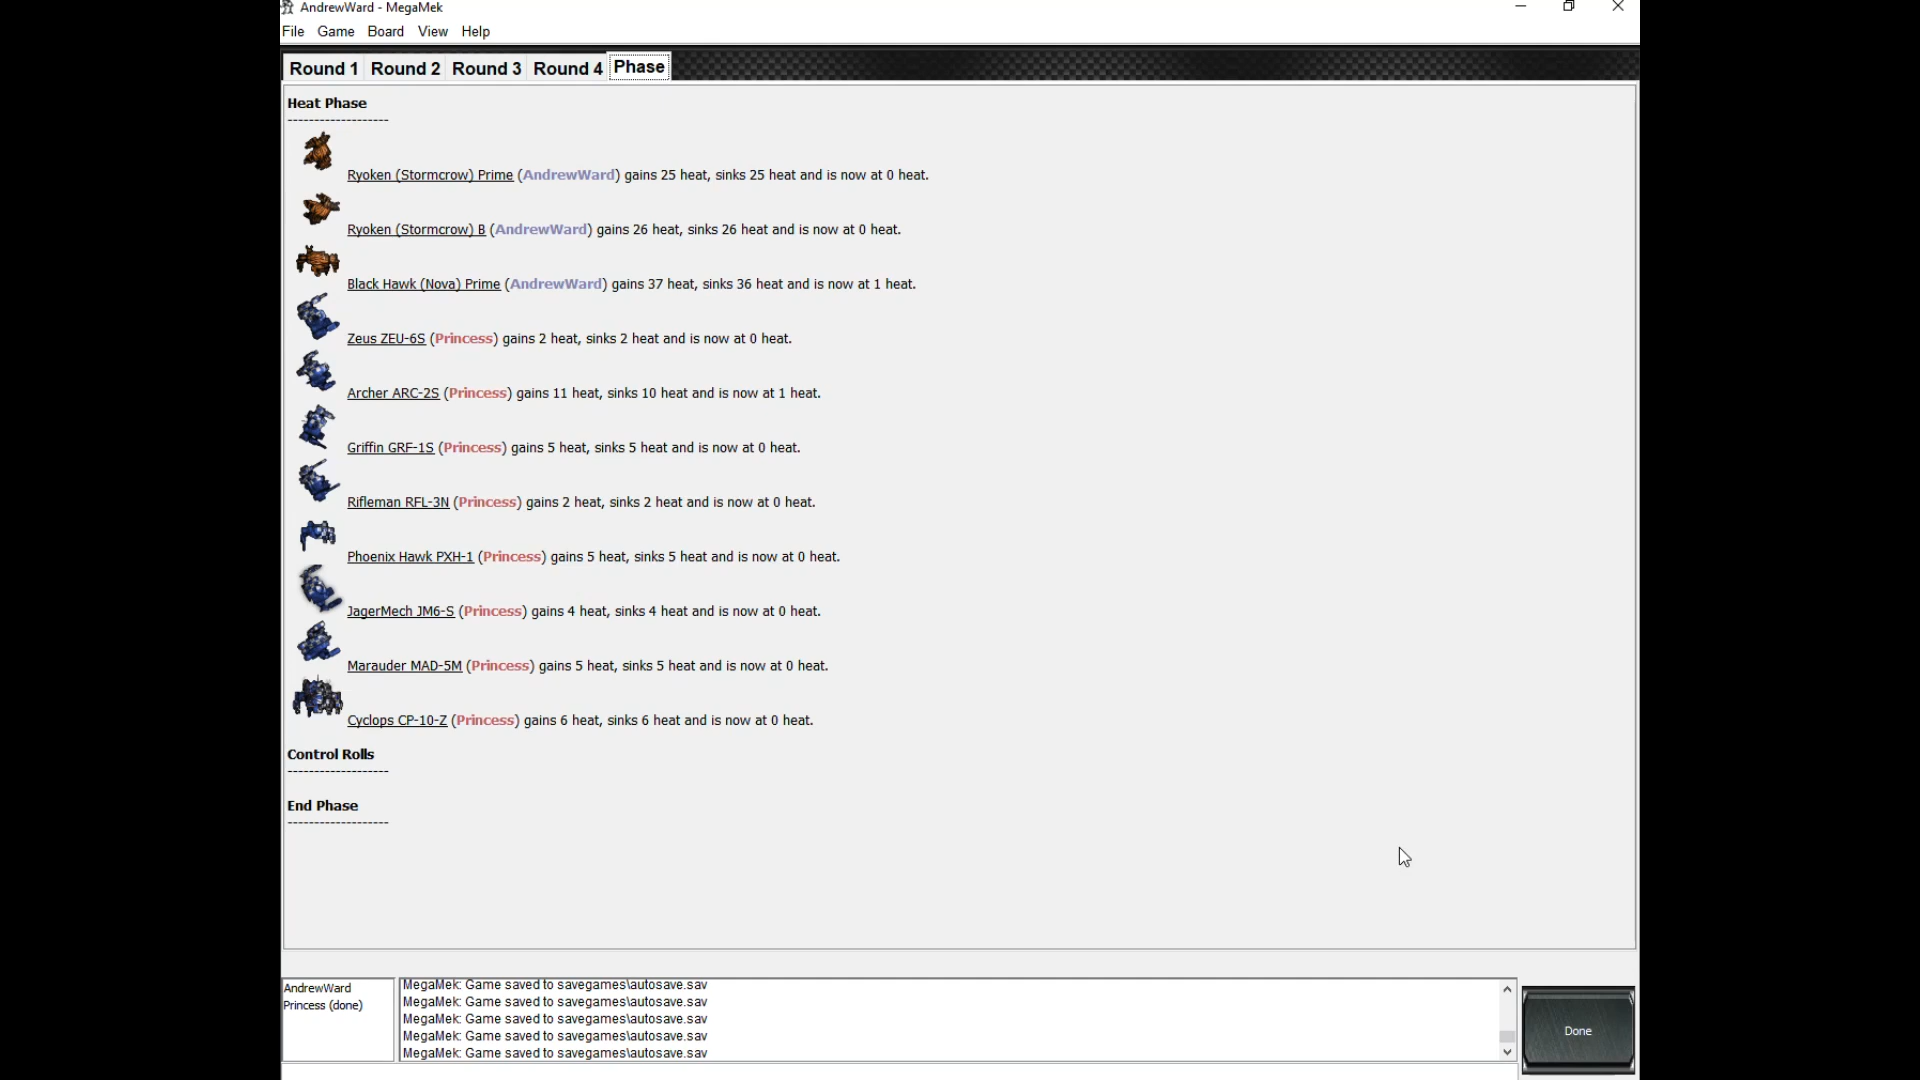 AndrewWard - MegaMek
File Game Board View Help
Round 1 Round 2 Round 3 Round 4 Phase
Heat Phase
-------------------
Ryoken (Stormcrow) Prime (AndrewWard) gains 25 heat, sinks 25 heat and is now at 0 heat.
Ryoken (Stormcrow) B (AndrewWard) gains 26 heat, sinks 26 heat and is now at 0 heat.
Black Hawk (Nova) Prime (AndrewWard) gains 37 heat, sinks 36 heat and is now at 1 heat.
Zeus ZEU-6S (Princess) gains 2 heat, sinks 2 heat and is now at 0 heat.
Archer ARC-2S (Princess) gains 11 heat, sinks 10 heat and is now at 1 heat.
Griffin GRF-1S (Princess) gains 5 heat, sinks 5 heat and is now at 0 heat.
Rifleman RFL-3N (Princess) gains 2 heat, sinks 2 heat and is now at 0 heat.
Phoenix Hawk PXH-1 (Princess) gains 5 heat, sinks 5 heat and is now at 0 heat.
JagerMech JM6-S (Princess) gains 4 heat, sinks 4 heat and is now at 0 heat.
Marauder MAD-5M (Princess) gains 5 heat, sinks 5 heat and is now at 0 heat.
Cyclops CP-10-Z (Princess) gains 6 heat, sinks 6 heat and is now at 0 heat.
Control Rolls
-------------------
End Phase
-------------------
AndrewWard
Princess (done)
MegaMek: Game saved to savegames\autosave.sav
MegaMek: Game saved to savegames\autosave.sav
MegaMek: Game saved to savegames\autosave.sav
MegaMek: Game saved to savegames\autosave.sav
MegaMek: Game saved to savegames\autosave.sav
Done